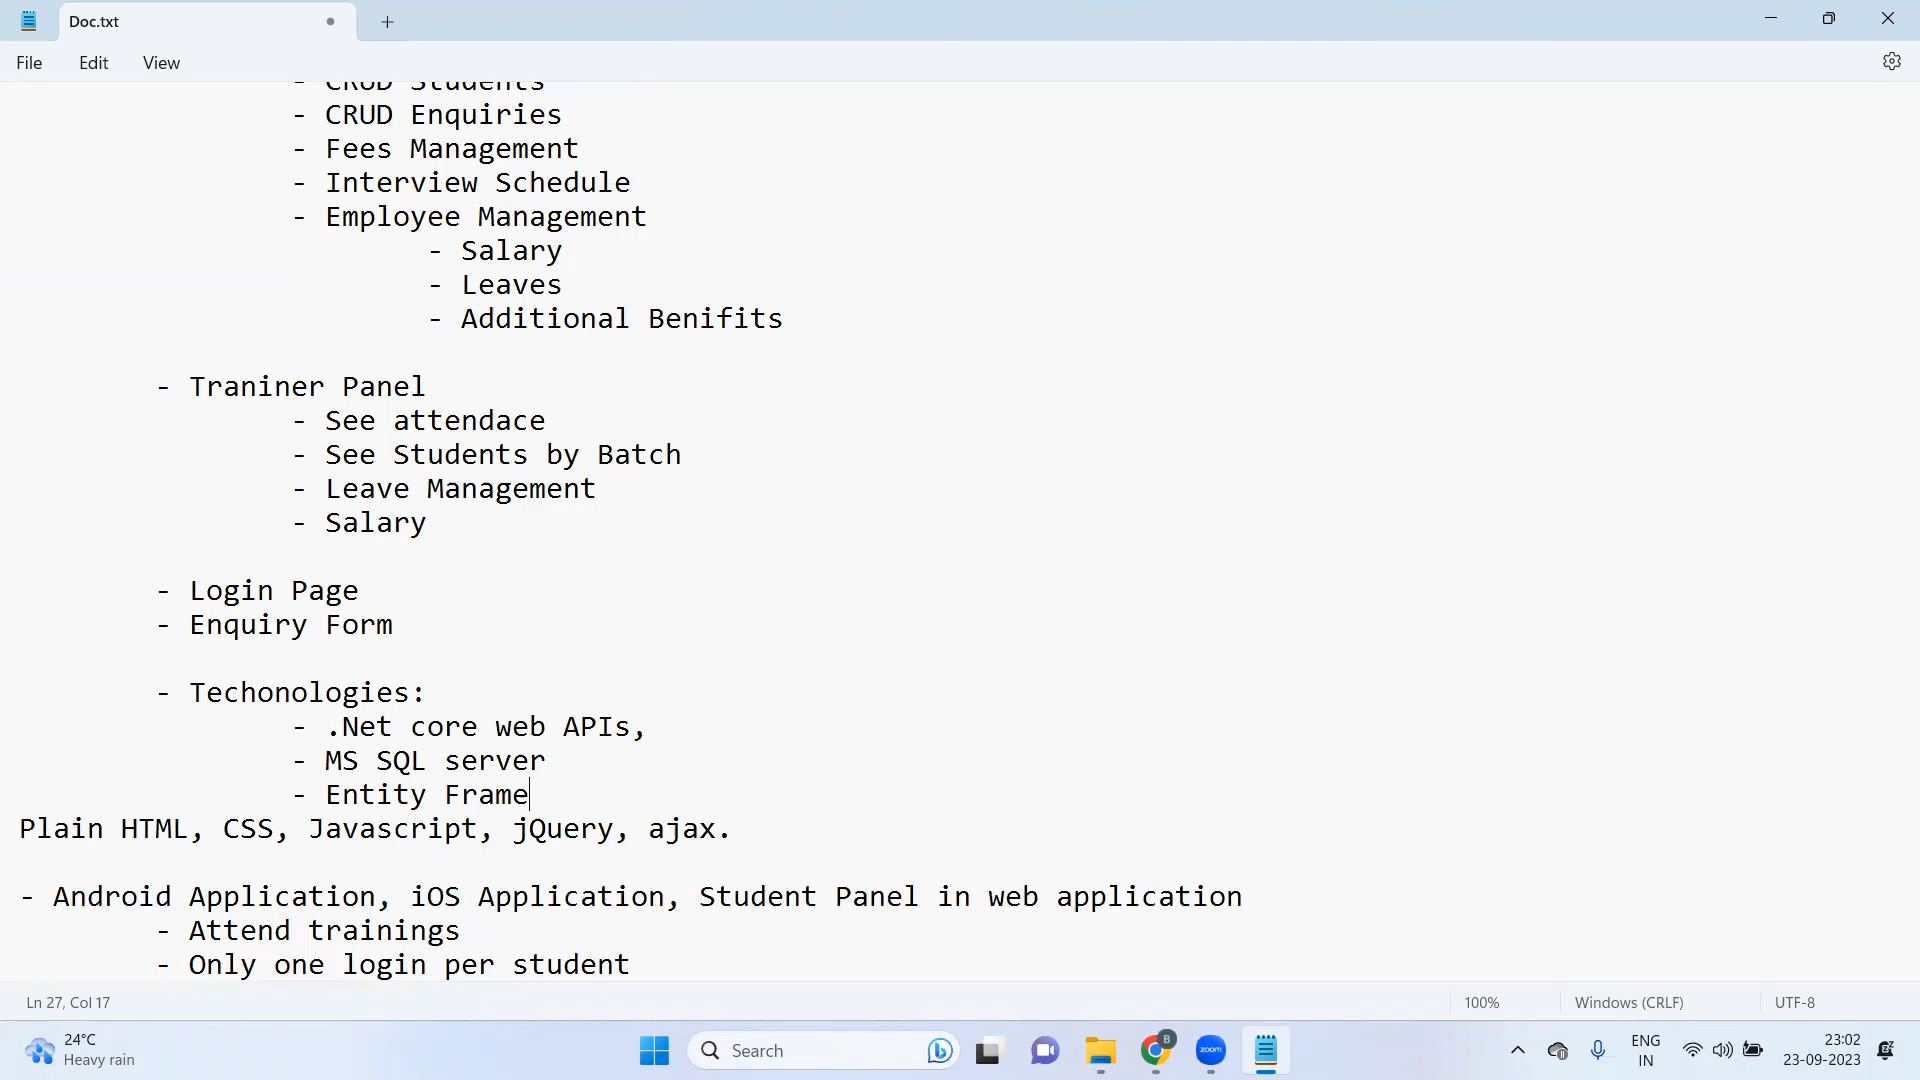 Doc.txt
File Edit View
- CRUD Students
- CRUD Enquiries
- Fees Management
- Interview Schedule
- Employee Management
- Salary
- Leaves
- Additional Benifits
- Traniner Panel
- See attendace
- See Students by Batch
- Leave Management
- Salary
- Login Page
- Enquiry Form
- Techonologies:
- .Net core web APIs,
- MS SQL server
- Entity Frame
Plain HTML, CSS, Javascript, jQuery, ajax.
- Android Application, iOS Application, Student Panel in web application
- Attend trainings
- Only one login per student
Ln 27, Col 17 100% Windows (CRLF) UTF-8
24°C
Heavy rain
Search
B
zoom
ENG
IN
23:02
23-09-2023